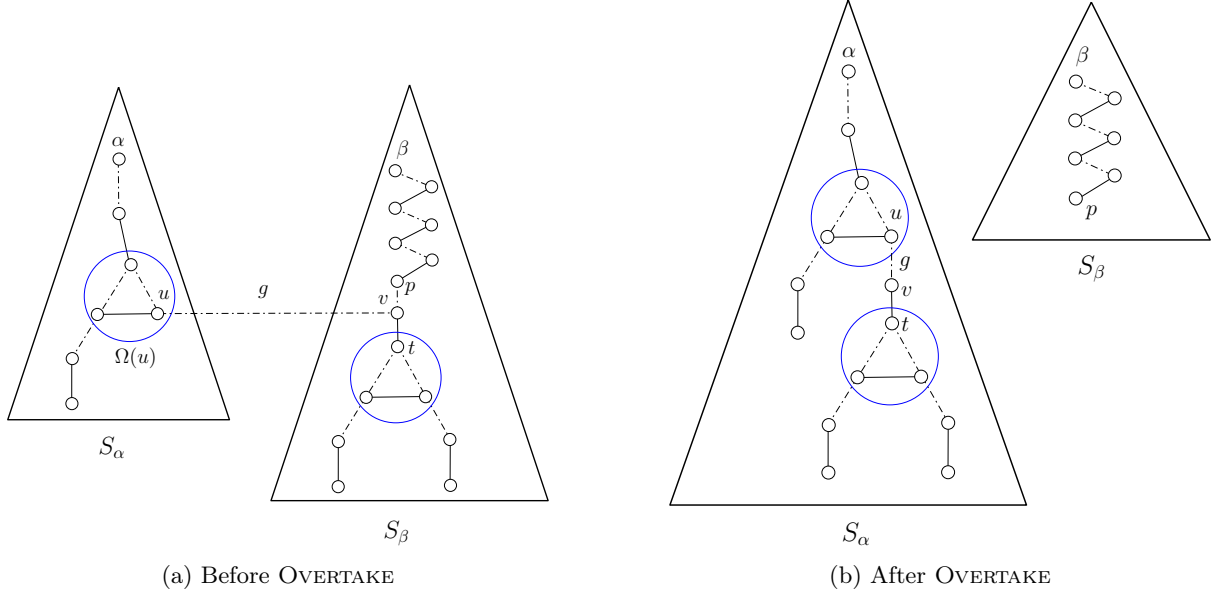 α
β
u
g
v
p
Ω(u)
t
S_α
S_β
(a) Before OVERTAKE
α
β
u
p
g
v
t
S_β
S_α
(b) After OVERTAKE